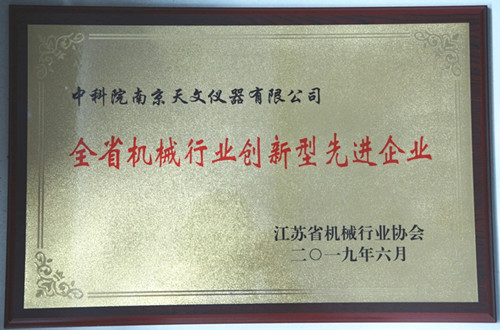 中科院南京天文仪器有限公司
全省机械行业创新型先进企业
江苏省机械行业协会
二〇一九年六月